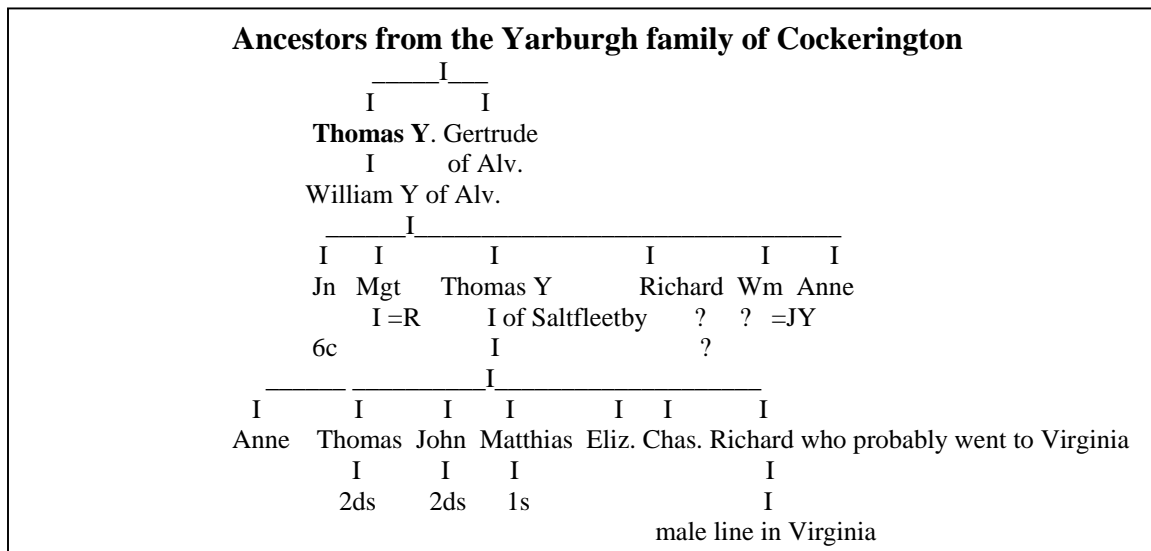 Ancestors from the Yarburgh family of Cockerington
_____I___
I I
Thomas Y. Gertrude
I of Alv.
William Y of Alv.
______I________________________________
I I I I I I
Jn Mgt Thomas Y Richard Wm Anne
I =R I of Saltfleetby ? ? =JY
6c I ?
______ __________I____________________
I I I I I I I
Anne Thomas John Matthias Eliz. Chas. Richard who probably went to Virginia
I I I I
2ds 2ds 1s I
male line in Virginia